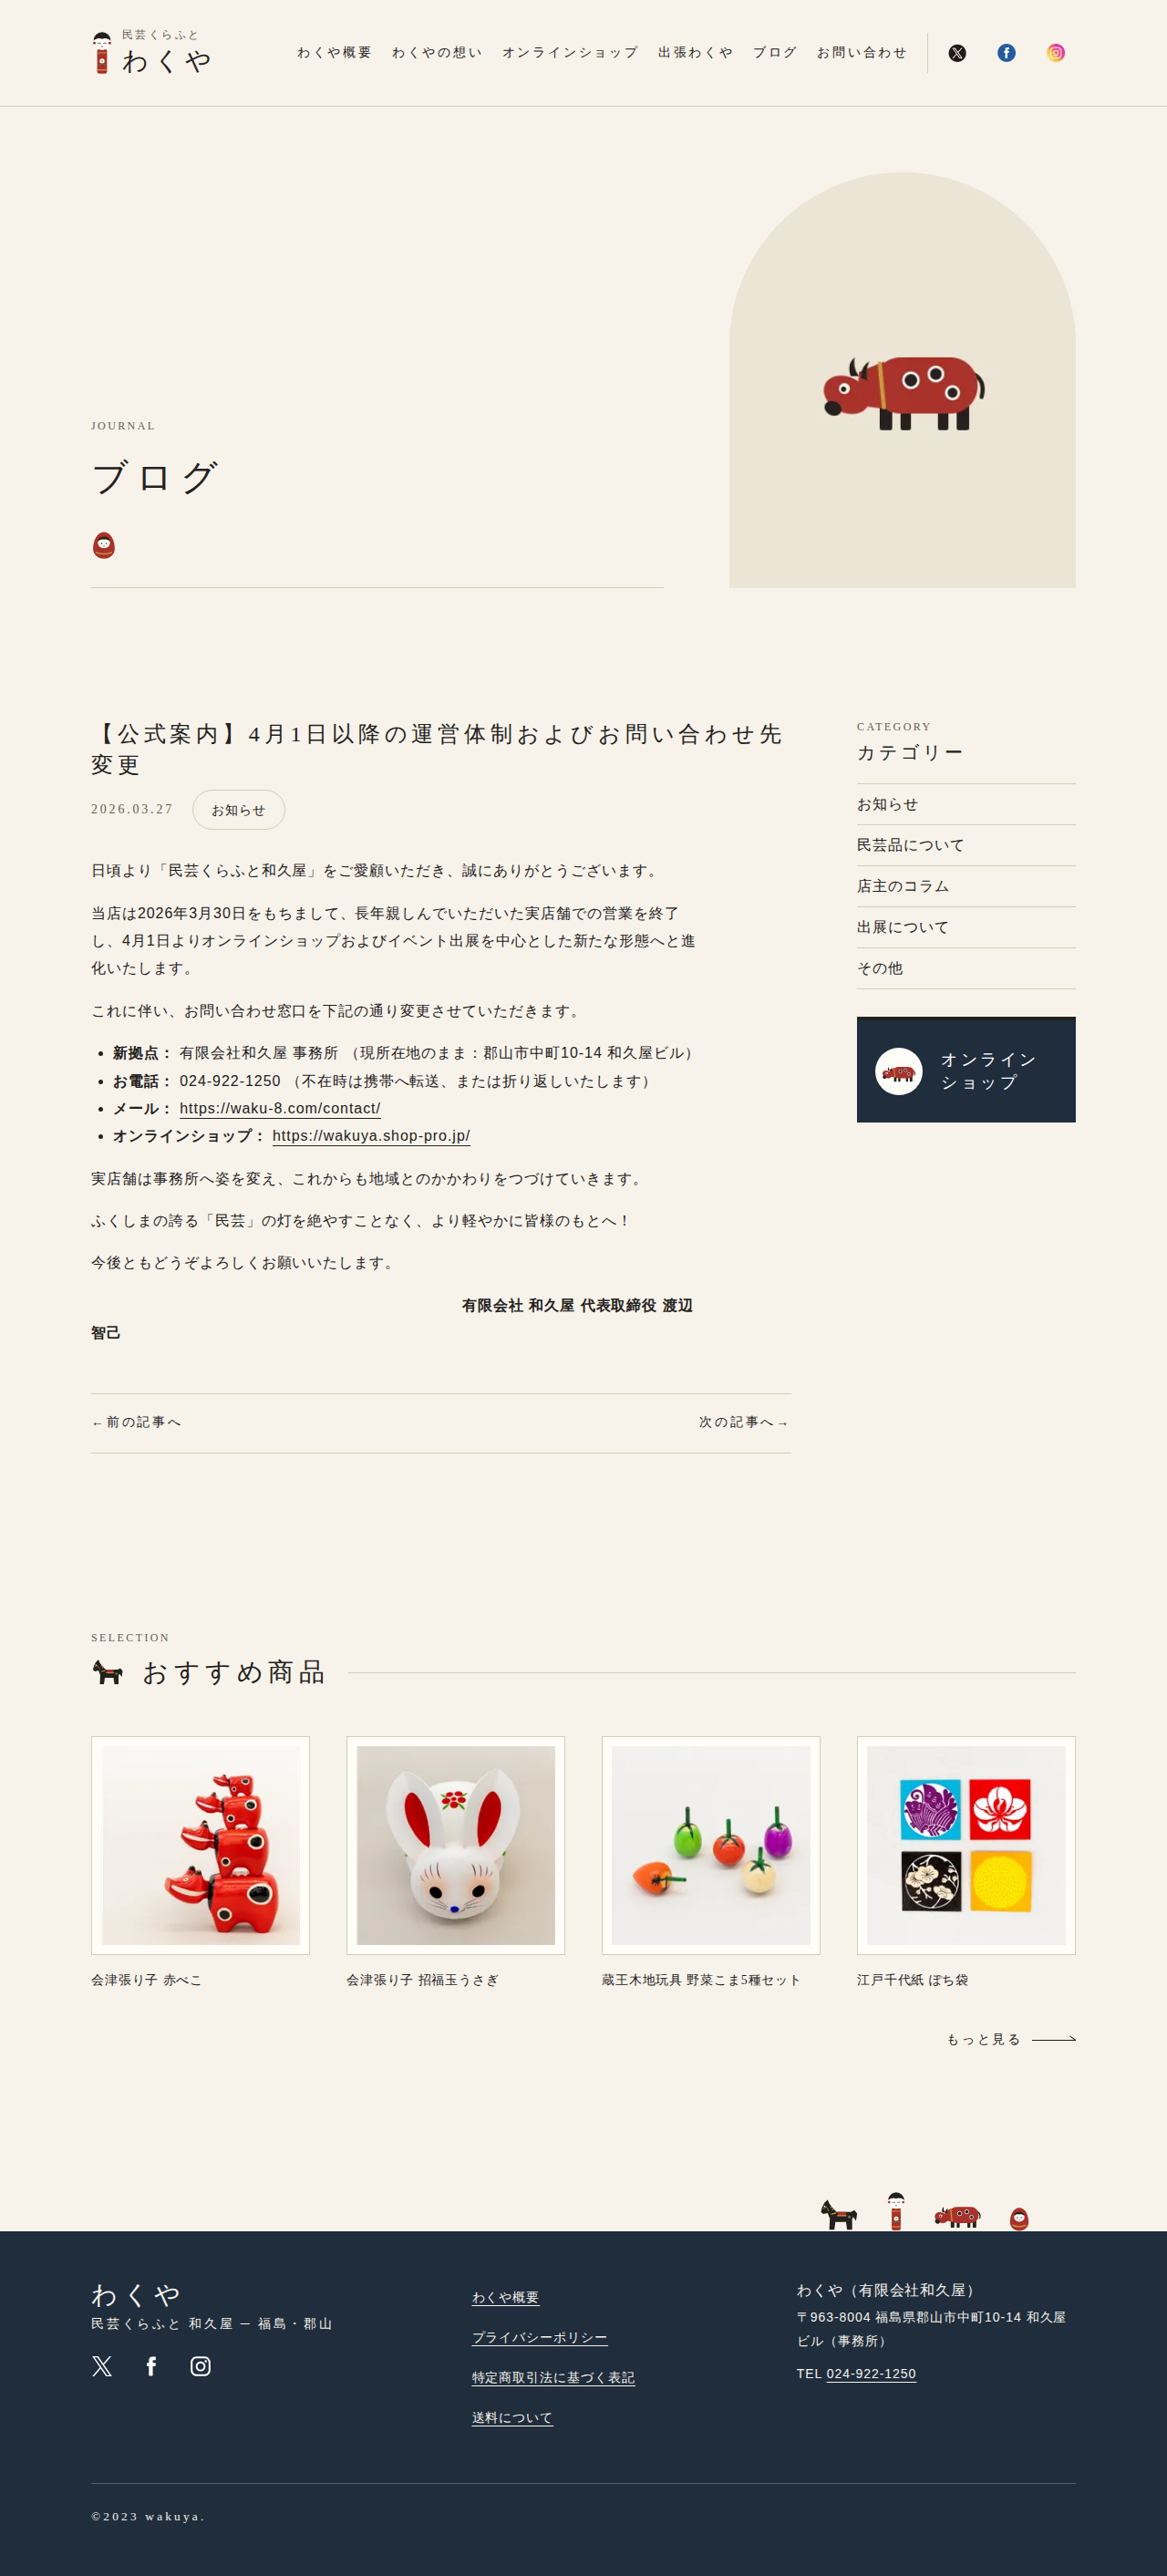 民芸くらふと
わくや
わくや概要 わくやの想い オンラインショップ 出張わくや ブログ お問い合わせ
JOURNAL
ブログ
【公式案内】4月1日以降の運営体制およびお問い合わせ先
変更
2026.03.27 お知らせ
日頃より「民芸くらふと和久屋」をご愛顧いただき、誠にありがとうございます。
当店は2026年3月30日をもちまして、長年親しんでいただいた実店舗での営業を終了
し、4月1日よりオンラインショップおよびイベント出展を中心とした新たな形態へと進
化いたします。
これに伴い、お問い合わせ窓口を下記の通り変更させていただきます。
• 新拠点： 有限会社和久屋 事務所 （現所在地のまま：郡山市中町10-14 和久屋ビル）
• お電話： 024-922-1250 （不在時は携帯へ転送、または折り返しいたします）
• メール： https://waku-8.com/contact/
• オンラインショップ： https://wakuya.shop-pro.jp/
実店舗は事務所へ姿を変え、これからも地域とのかかわりをつづけていきます。
ふくしまの誇る「民芸」の灯を絶やすことなく、より軽やかに皆様のもとへ！
今後ともどうぞよろしくお願いいたします。
有限会社 和久屋 代表取締役 渡辺
智己
←前の記事へ 次の記事へ→
CATEGORY
カテゴリー
お知らせ
民芸品について
店主のコラム
出展について
その他
オンライン
ショップ
SELECTION
おすすめ商品
会津張り子 赤べこ
会津張り子 招福玉うさぎ
蔵王木地玩具 野菜こま5種セット
江戸千代紙 ぽち袋
もっと見る
わくや
民芸くらふと 和久屋 ─ 福島・郡山
わくや概要
プライバシーポリシー
特定商取引法に基づく表記
送料について
わくや（有限会社和久屋）
〒963-8004 福島県郡山市中町10-14 和久屋
ビル（事務所）
TEL 024-922-1250
©2023 wakuya.